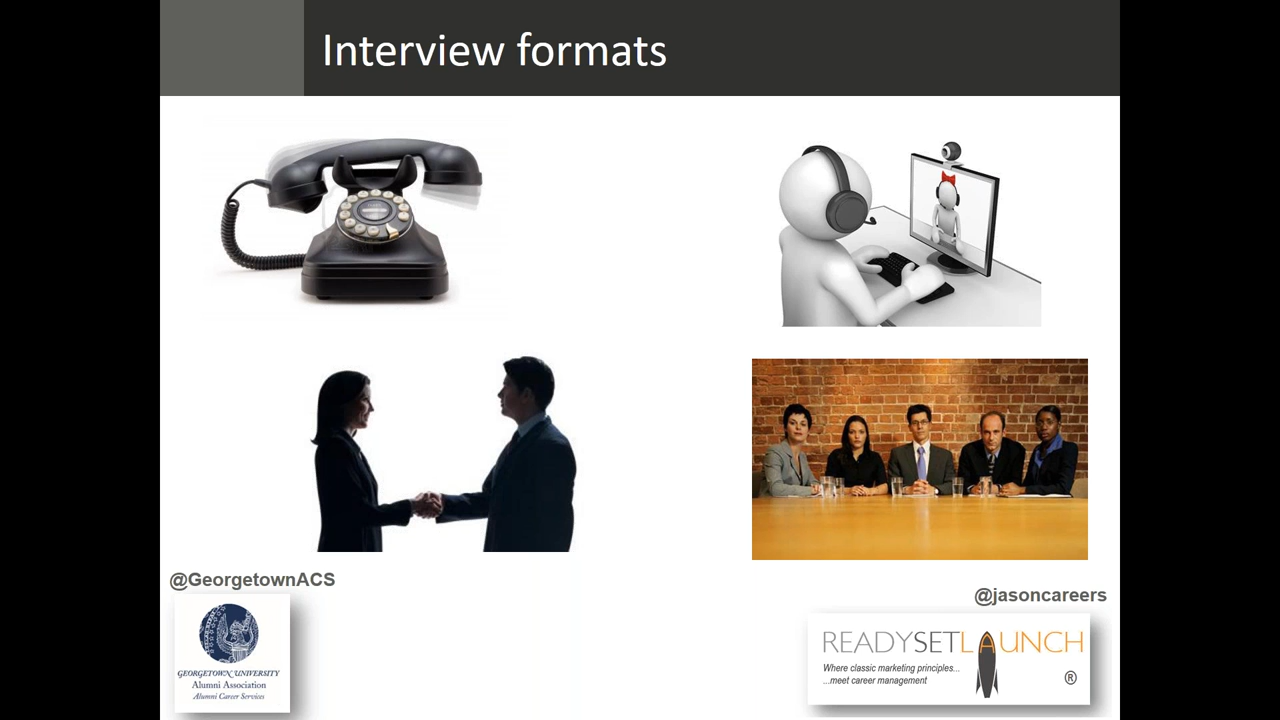 Interview formats
@GeorgetownACS
GEORGETOWN UNIVERSITY
Alumni Association
Alumni Career Services
@jasoncareers
READYSETLAUNCH
Where classic marketing principles...
...meet career management
®